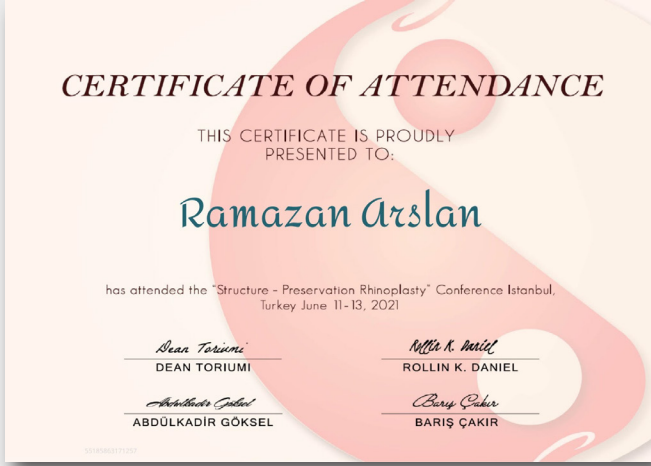 CERTIFICATE OF ATTENDANCE
THIS CERTIFICATE IS PROUDLY
PRESENTED TO:
Ramazan Arslan
has attended the "Structure - Preservation Rhinoplasty" Conference Istanbul,
Turkey June 11-13, 2021
Dean Toriumi
Rollin K. Daniel
DEAN TORIUMI
ROLLIN K. DANIEL
Abdulkadir Göksel
Barış Çakır
ABDÜLKADİR GÖKSEL
BARIŞ ÇAKIR